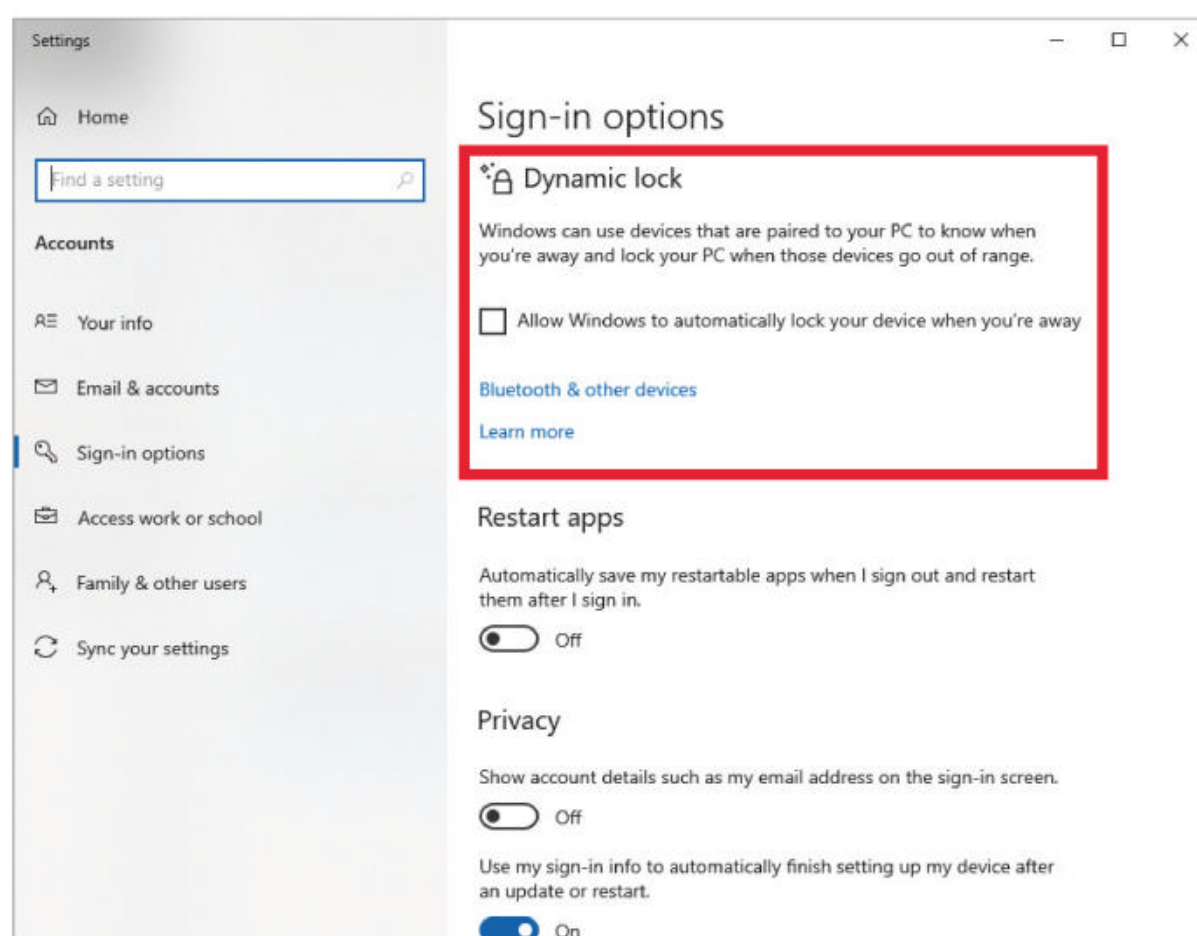 Settings
Home
Find a setting
Accounts
Your info
Email & accounts
Sign-in options
Access work or school
Family & other users
Sync your settings
Sign-in options
Dynamic lock
Windows can use devices that are paired to your PC to know when
you're away and lock your PC when those devices go out of range.
Allow Windows to automatically lock your device when you're away
Bluetooth & other devices
Learn more
Restart apps
Automatically save my restartable apps when I sign out and restart
them after I sign in.
Off
Privacy
Show account details such as my email address on the sign-in screen.
Off
Use my sign-in info to automatically finish setting up my device after
an update or restart.
On